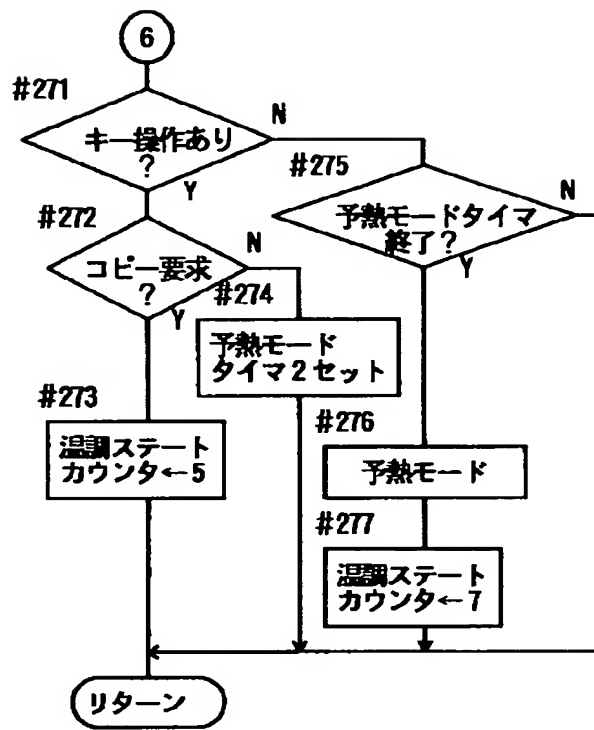 6
#271
キー操作あり
?
N
Y
#275
予熱モードタイマ
終了?
N
Y
#272
コピー要求
?
N
Y
#274
予熱モード
タイマ2セット
#273
温調ステート
カウンタ←5
#276
予熱モード
#277
温調ステート
カウンタ←7
リターン